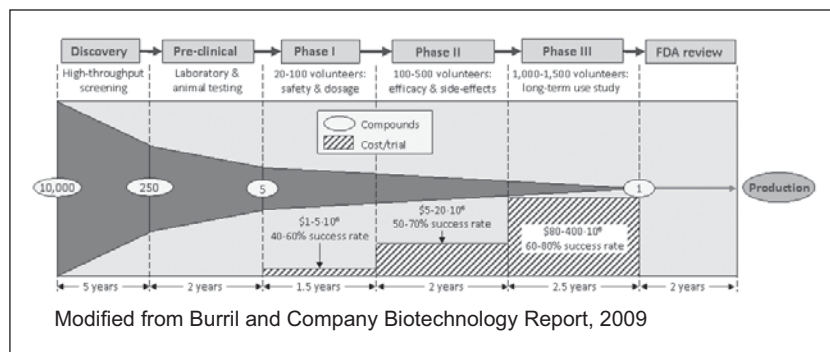 Discovery
Pre-clinical
Phase I
Phase II
Phase III
FDA review
High-throughput
screening
Laboratory &
animal testing
20-100 volunteers:
safety & dosage
100-500 volunteers:
efficacy & side-effects
1,000-1,500 volunteers:
long-term use study
Compounds
Cost/trial
10,000
250
5
1
Production
$1-5·10⁶
40-60% success rate
$5-20·10⁶
50-70% success rate
$80-400·10⁶
60-80% success rate
5 years
2 years
1.5 years
2 years
2.5 years
2 years
Modified from Burril and Company Biotechnology Report, 2009